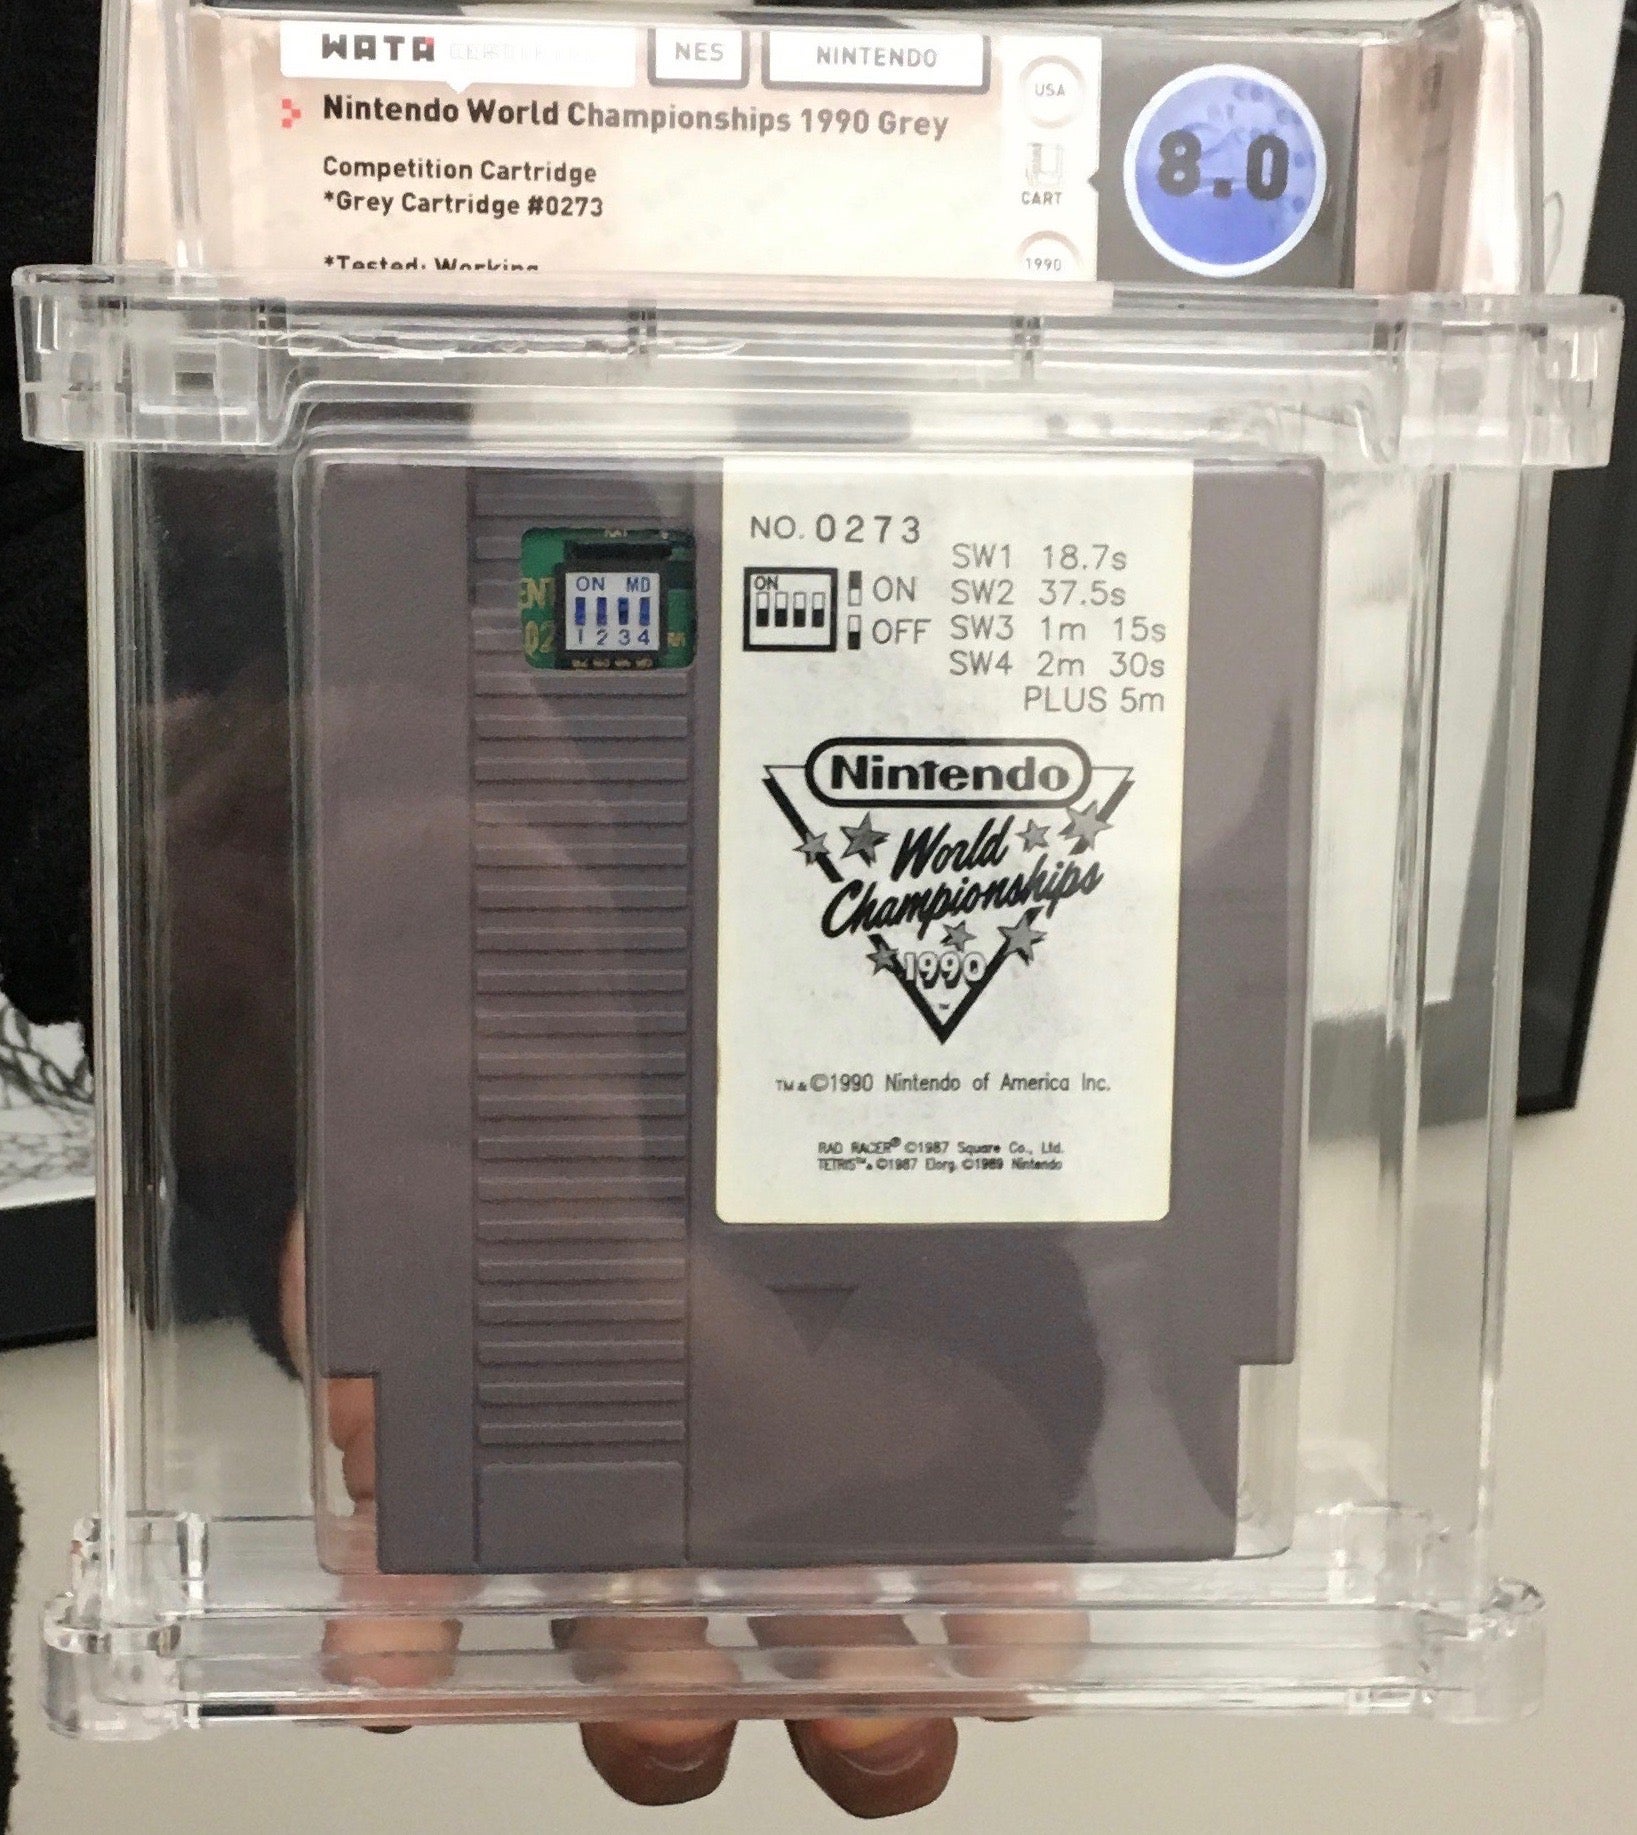 WATA
NES
NINTENDO
USA
Nintendo World Championships 1990 Grey
Competition Cartridge
*Grey Cartridge #0273
*Tested: Working
CART
1990
8.0
ON MD
1 2 3 4
NO. 0273
ON
ON
OFF
SW1 18.7s
SW2 37.5s
SW3 1m 15s
SW4 2m 30s
PLUS 5m
Nintendo
World
Championships
1990
TM
TM & ©1990 Nintendo of America Inc.
RAD RACER® ©1987 Square Co., Ltd.
TETRIS™, ©1987 Elorg, ©1989 Nintendo